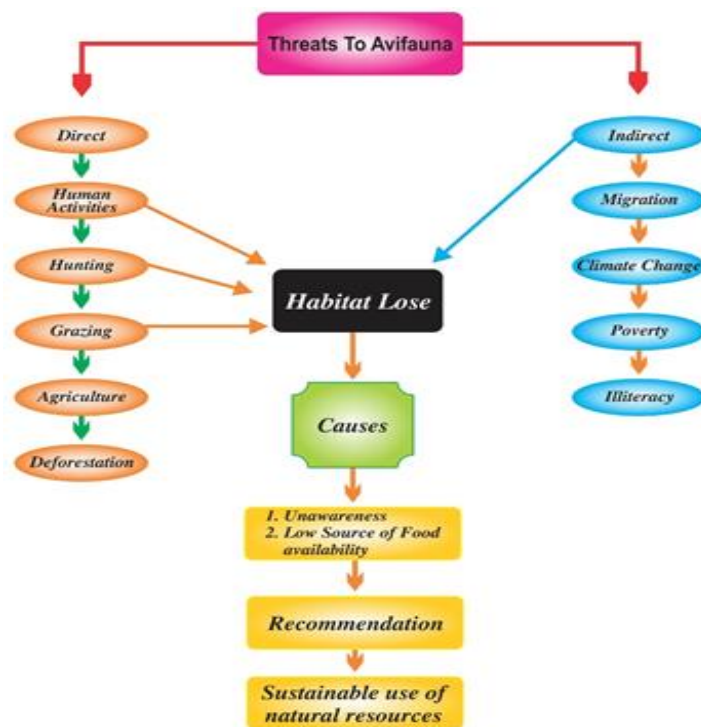 Threats To Avifauna
Direct
Human
Activities
Hunting
Grazing
Agriculture
Deforestation
Indirect
Migration
Climate Change
Poverty
Illiteracy
Habitat Lose
Causes
1. Unawareness
2. Low Source of Food
availability
Recommendation
Sustainable use of
natural resources